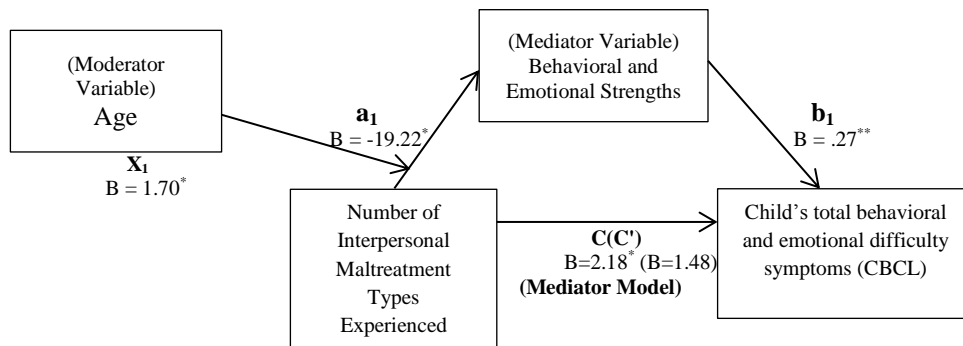 (Moderator
Variable)
Age
X₁
B = 1.70*
a₁
B = -19.22*
(Mediator Variable)
Behavioral and
Emotional Strengths
b₁
B = .27**
Number of
Interpersonal
Maltreatment
Types
Experienced
C(C')
B=2.18* (B=1.48)
(Mediator Model)
Child’s total behavioral
and emotional difficulty
symptoms (CBCL)